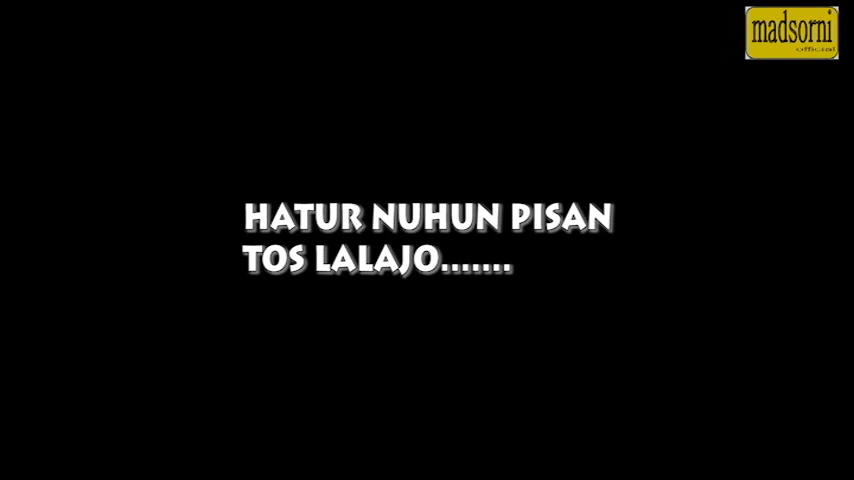 madsorni
official
HATUR NUHUN PISAN
TOS LALAJO.......